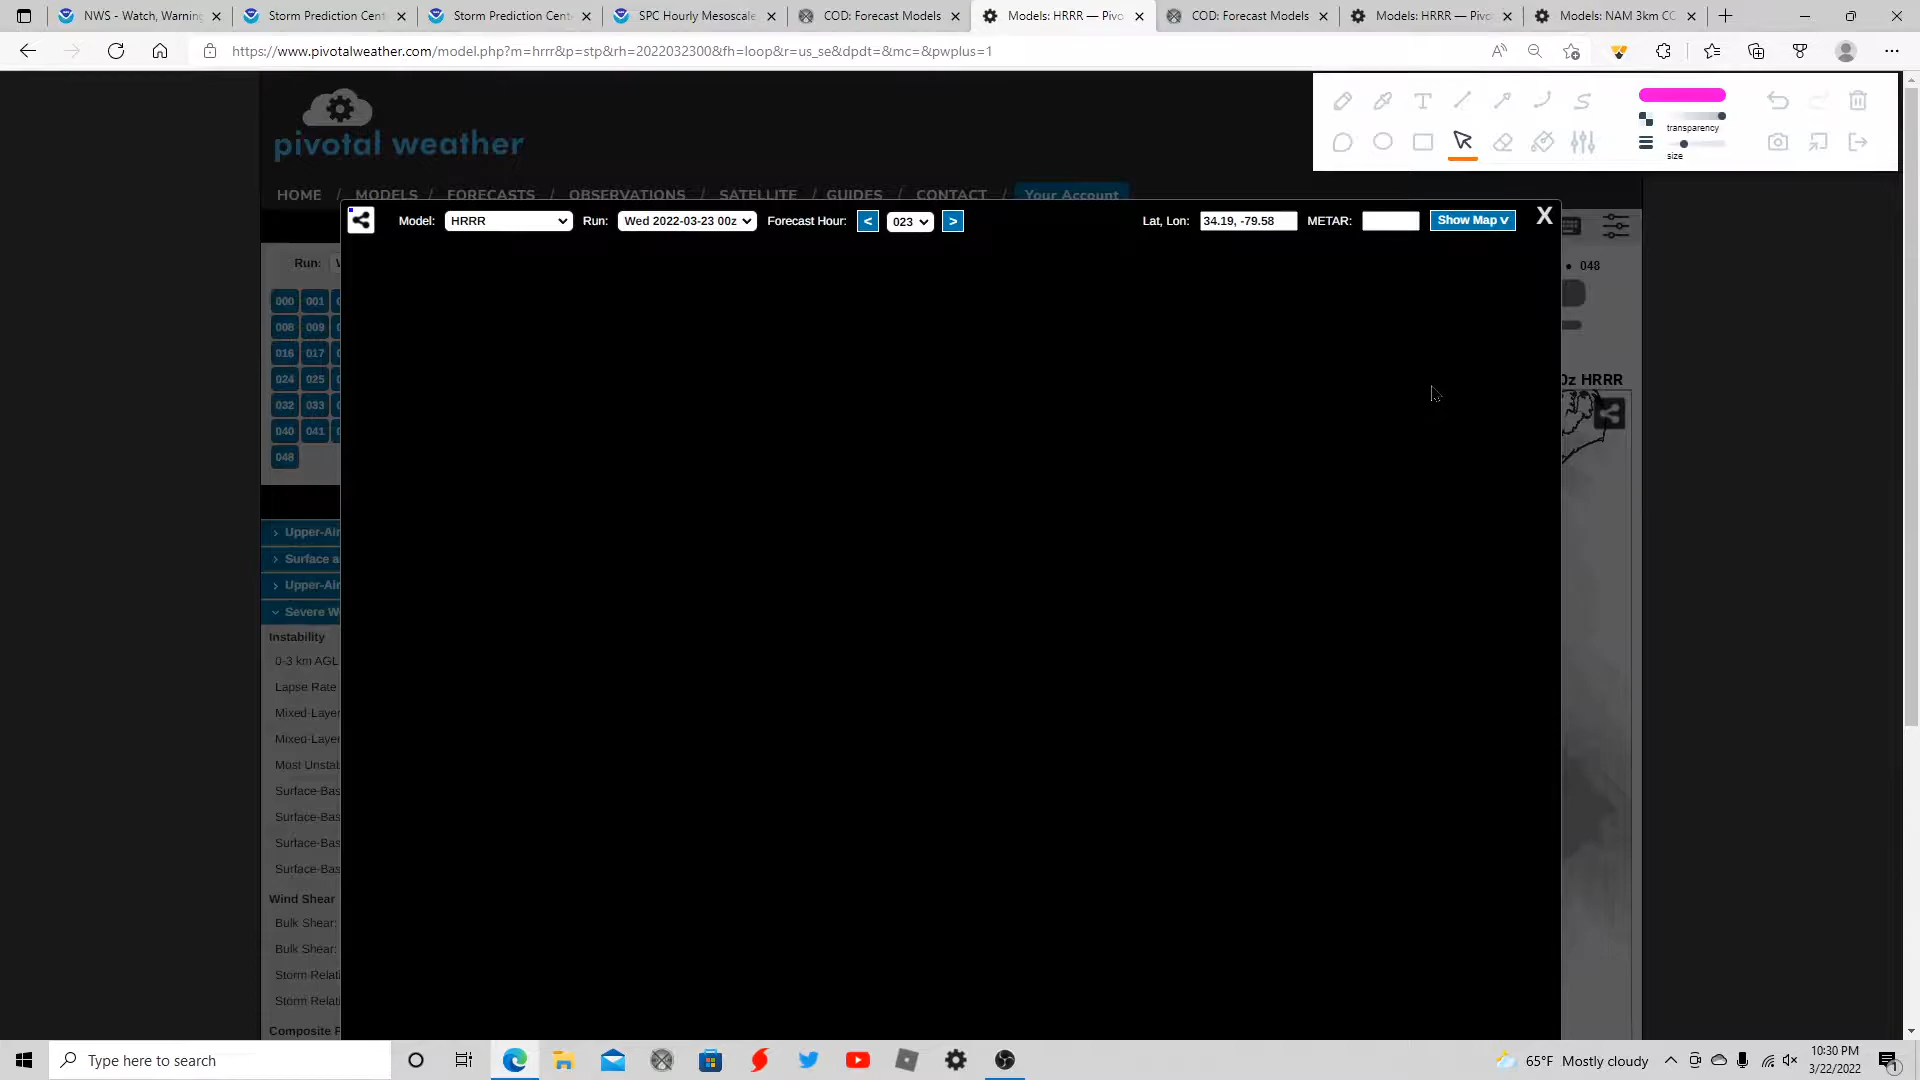 NWS - Watch, Warning
Storm Prediction Cent
Storm Prediction Cent
SPC Hourly Mesoscale
COD: Forecast Models
Models: HRRR — Pivo
COD: Forecast Models
Models: HRRR — Pivo
Models: NAM 3km CO
https://www.pivotalweather.com/model.php?m=hrrr&p=stp&rh=2022032300&fh=loop&r=us_se&dpdt=&mc=&pwplus=1
transparency
size
pivotal weather
HOME / MODELS / FORECASTS / OBSERVATIONS / SATELLITE / GUIDES / CONTACT / Your Account
Model: HRRR Run: Wed 2022-03-23 00z Forecast Hour: < 023 > Lat, Lon: 34.19, -79.58 METAR: Show Map v X
Run:
• 048
000 001
008 009
016 017
024 025
0z HRRR
032 033
040 041
048
Upper-Air
Surface a
Upper-Air
Severe W
Instability
0-3 km AGL
Lapse Rate
Mixed-Layer
Mixed-Layer
Most Unstab
Surface-Bas
Surface-Bas
Surface-Bas
Surface-Bas
Wind Shear
Bulk Shear:
Bulk Shear:
Storm Relati
Storm Relati
Composite P
Type here to search
65°F Mostly cloudy
10:30 PM
3/22/2022
1